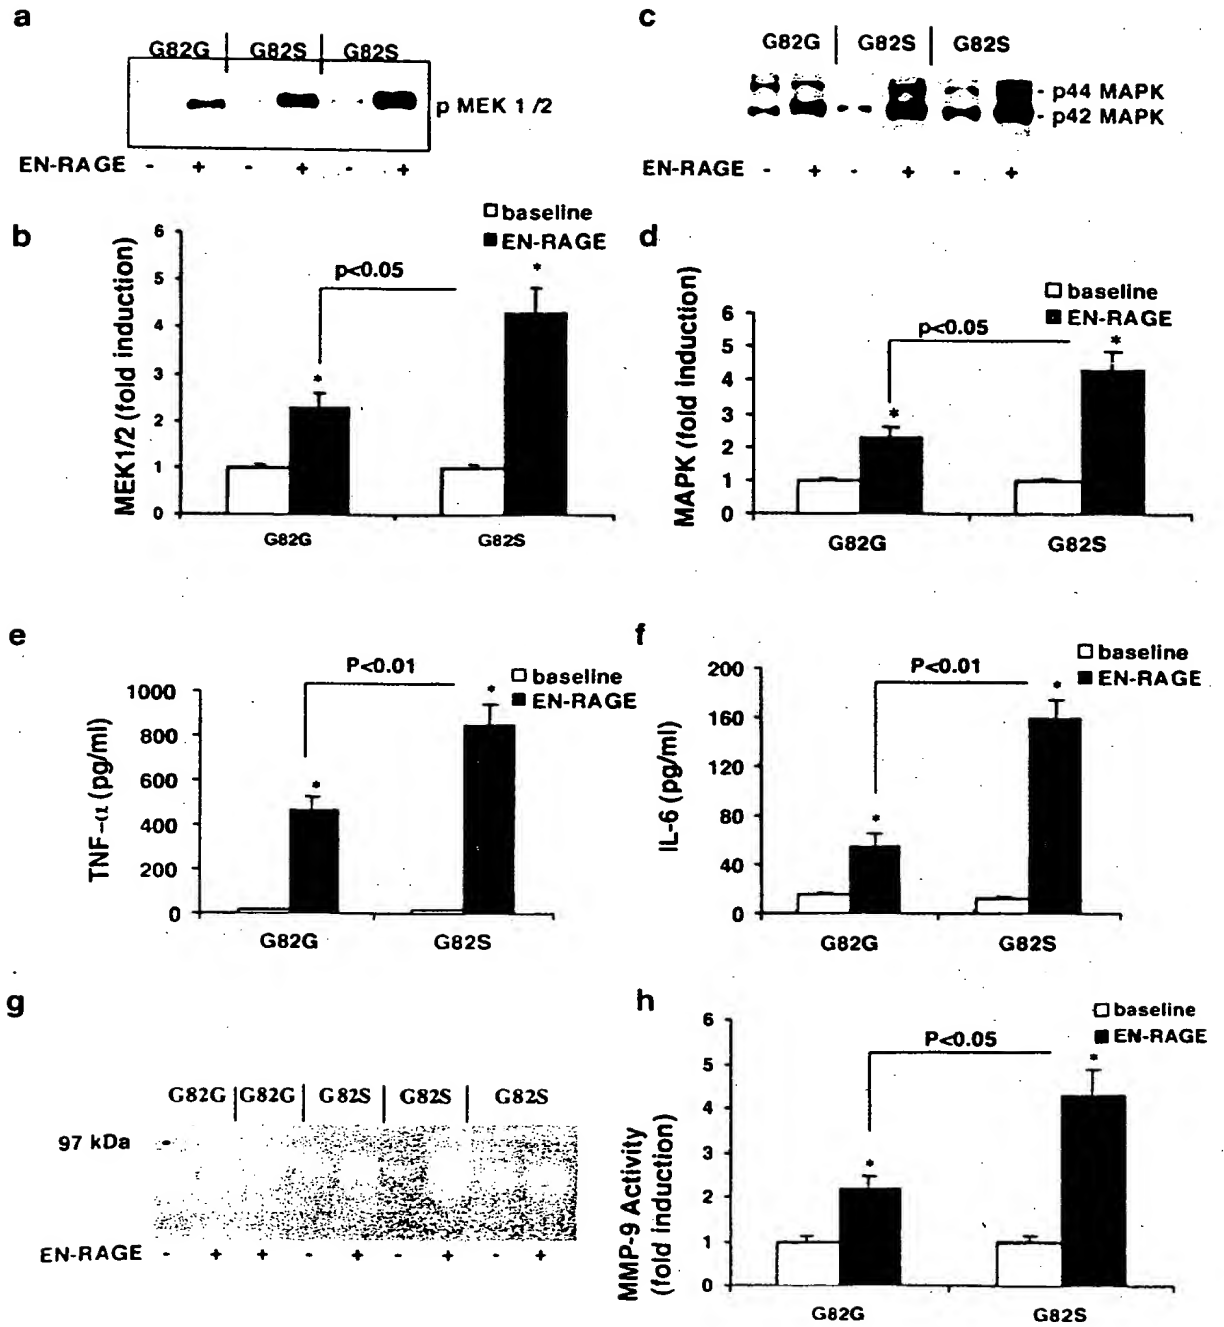 a
G82G | G82S | G82S
p MEK 1/2
EN-RAGE - + - + - +
c
G82G | G82S | G82S
- p44 MAPK
- p42 MAPK
EN-RAGE - + - + - +
b
baseline
EN-RAGE
MEK1/2 (fold induction)
6
5
4
3
2
1
0
p<0.05
*
*
G82G G82S
d
baseline
EN-RAGE
MAPK (fold induction)
6
5
4
3
2
1
0
p<0.05
*
*
G82G G82S
e
baseline
EN-RAGE
TNF-α (pg/ml)
1000
800
600
400
200
0
P<0.01
*
*
G82G G82S
f
baseline
EN-RAGE
IL-6 (pg/ml)
200
160
120
80
40
0
P<0.01
*
*
G82G G82S
g
G82G | G82G | G82S | G82S | G82S
97 kDa
EN-RAGE - + + - + - + - +
h
baseline
EN-RAGE
MMP-9 Activity
(fold induction)
6
5
4
3
2
1
0
P<0.05
*
*
G82G G82S